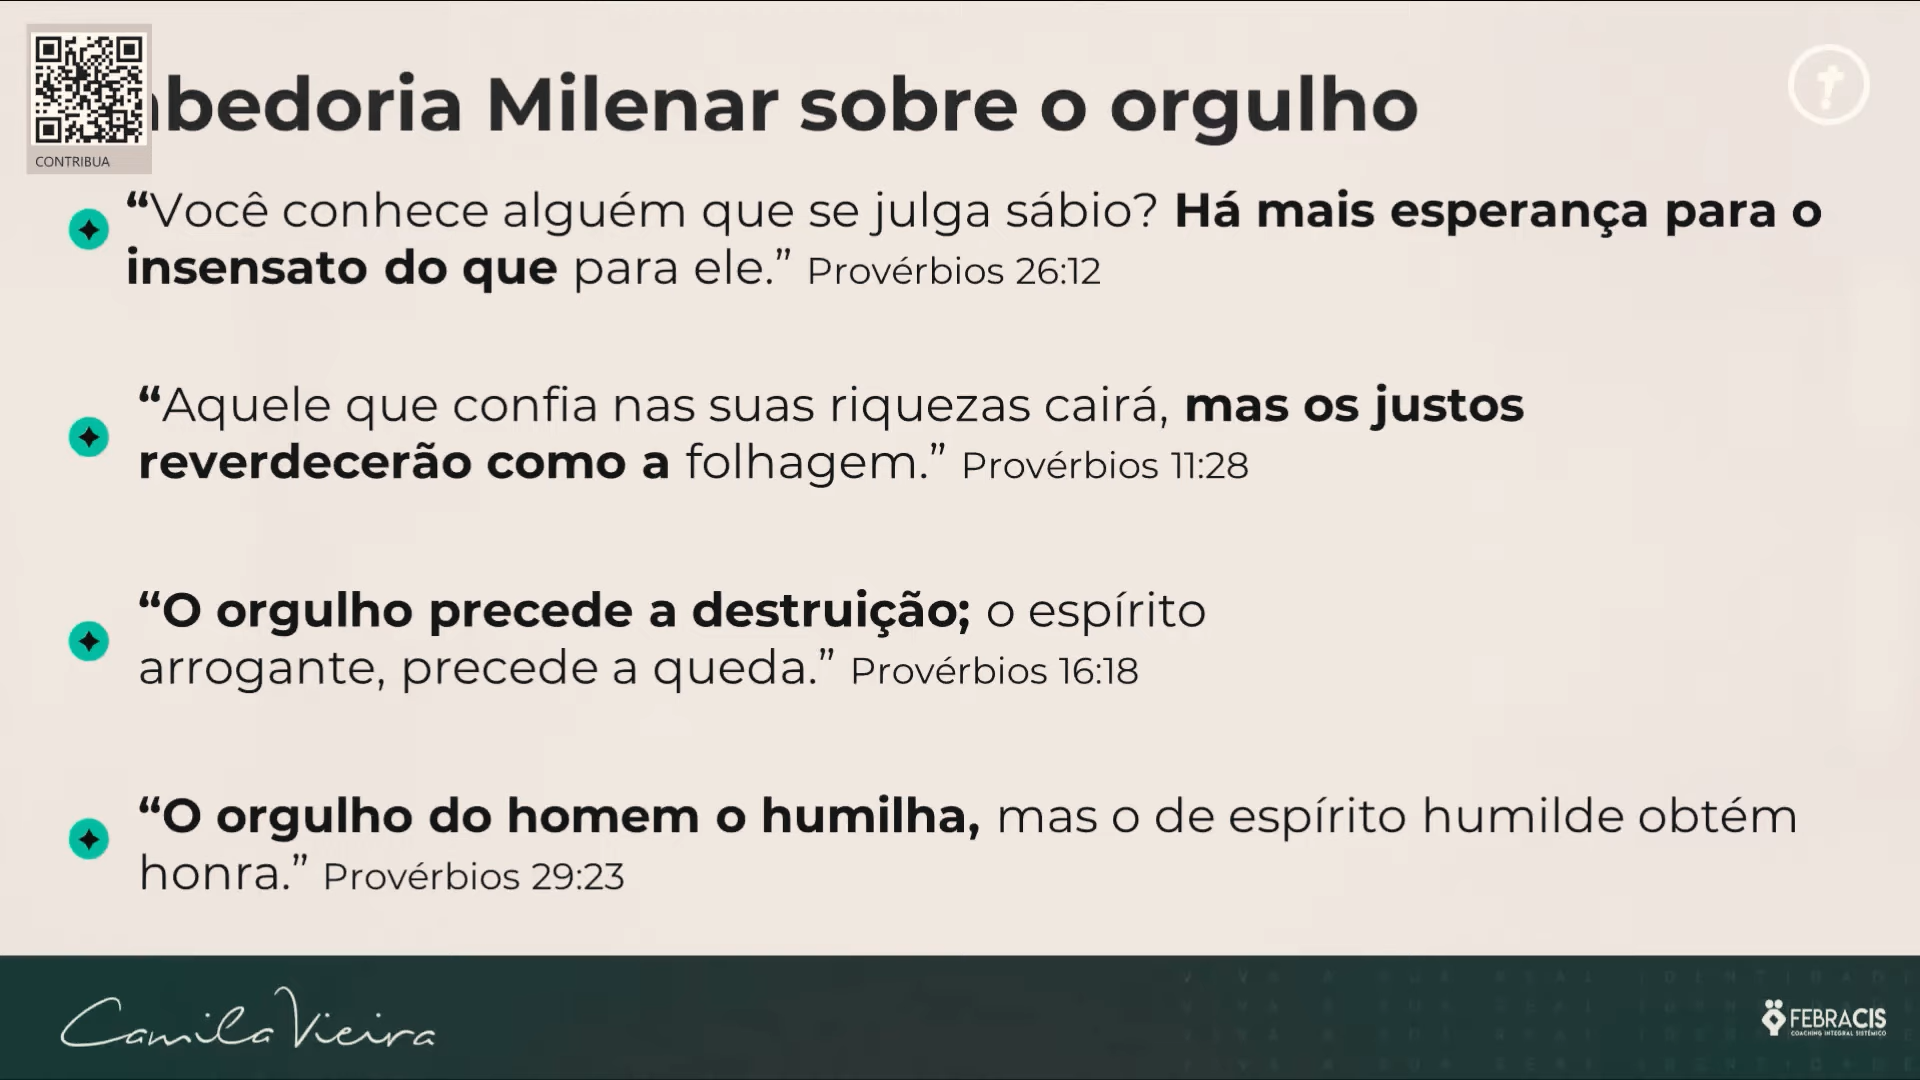 abedoria Milenar sobre o orgulho
CONTRIBUA
“Você conhece alguém que se julga sábio? Há mais esperança para o
insensato do que para ele.” Provérbios 26:12
“Aquele que confia nas suas riquezas cairá, mas os justos
reverdecerão como a folhagem.” Provérbios 11:28
“O orgulho precede a destruição; o espírito
arrogante, precede a queda.” Provérbios 16:18
“O orgulho do homem o humilha, mas o de espírito humilde obtém
honra.” Provérbios 29:23
Camila Vieira
FEBRACIS
COACHING INTEGRAL SISTÊMICO